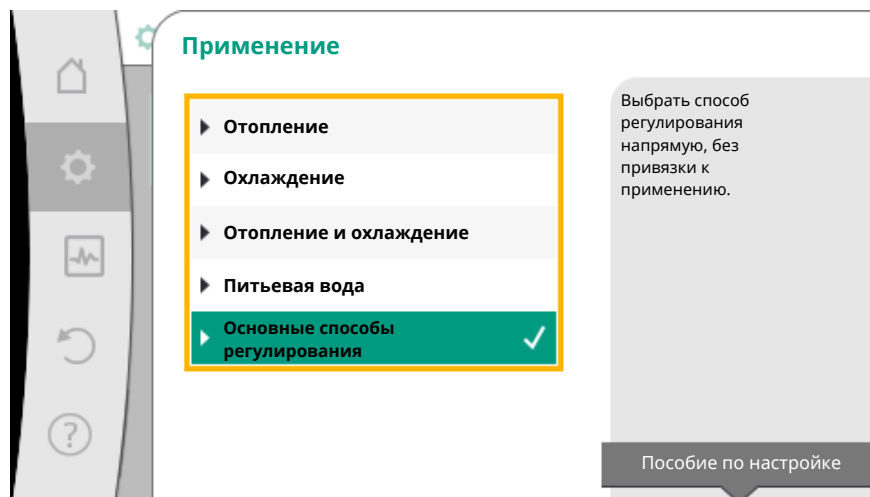 Применение
Отопление
Охлаждение
Отопление и охлаждение
Питьевая вода
Основные способы
регулирования
Выбрать способ
регулирования
напрямую, без
привязки к
применению.
Пособие по настройке
?